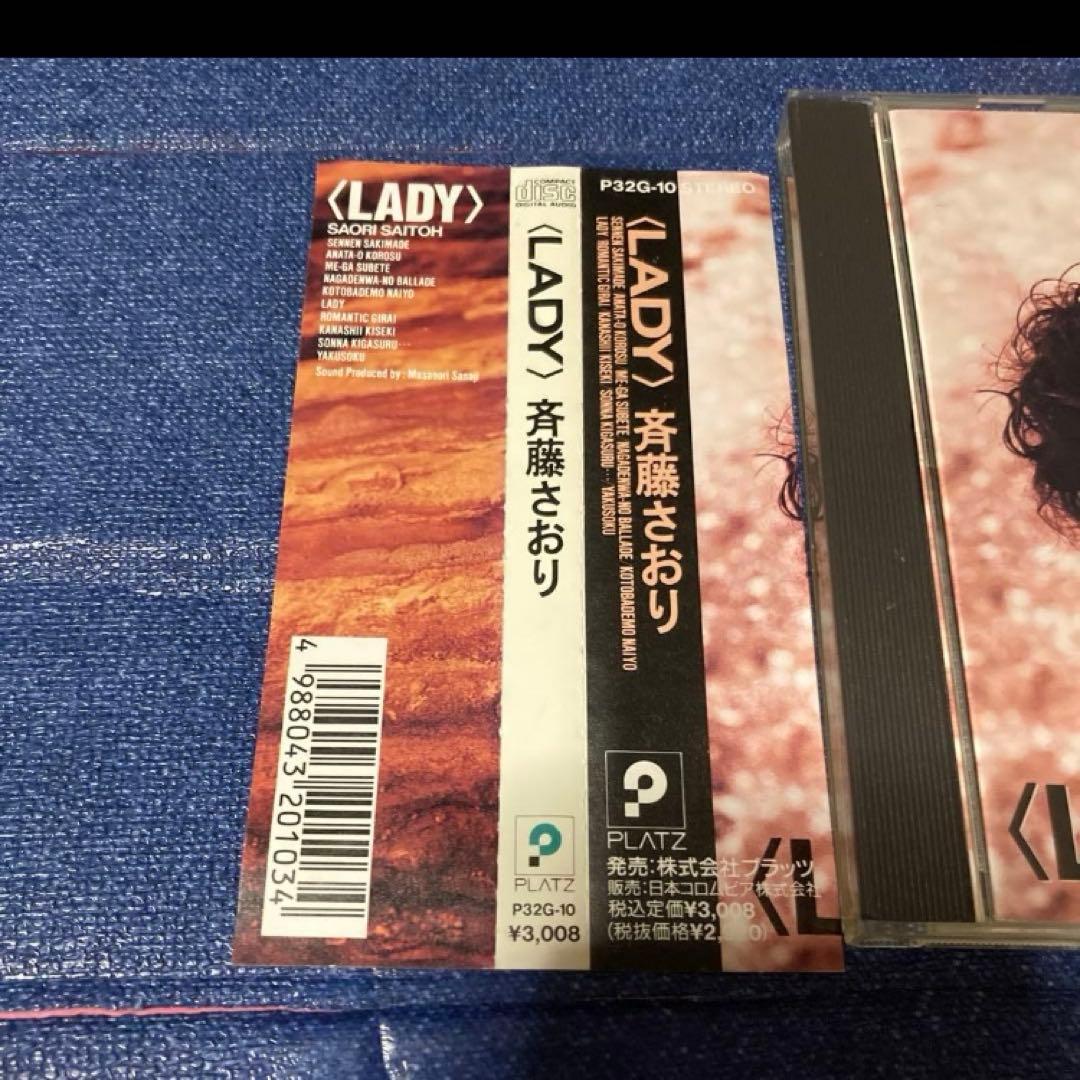 〈LADY〉
SAORI SAITOH
SENNEN SAKIMADE
ANATA-O KOROSU
ME-GA SUBETE
NAGADENWA-NO BALLADE
KOTOBADEMO NAIYO
LADY
ROMANTIC GIRAI
KANASHII KISEKI
SONNA KIGASURU…
YAKUSOKU
Sound Produced by : Masanori Sasaji
4 988043 201034
COMPACT
disc
DIGITAL AUDIO
〈LADY〉 斉藤さおり
PLATZ
P32G-10
¥3,008
P32G-10 STEREO
〈LADY〉 斉藤さおり
SENNEN SAKIMADE ANATA-O KOROSU ME-GA SUBETE NAGADENWA-NO BALLADE KOTOBADEMO NAIYO
LADY ROMANTIC GIRAI KANASHII KISEKI SONNA KIGASURU… YAKUSOKU
PLATZ
発売:株式会社プラッツ
販売:日本コロムビア株式会社
税込定価¥3,008
(税抜価格¥2,
〈L
〈L